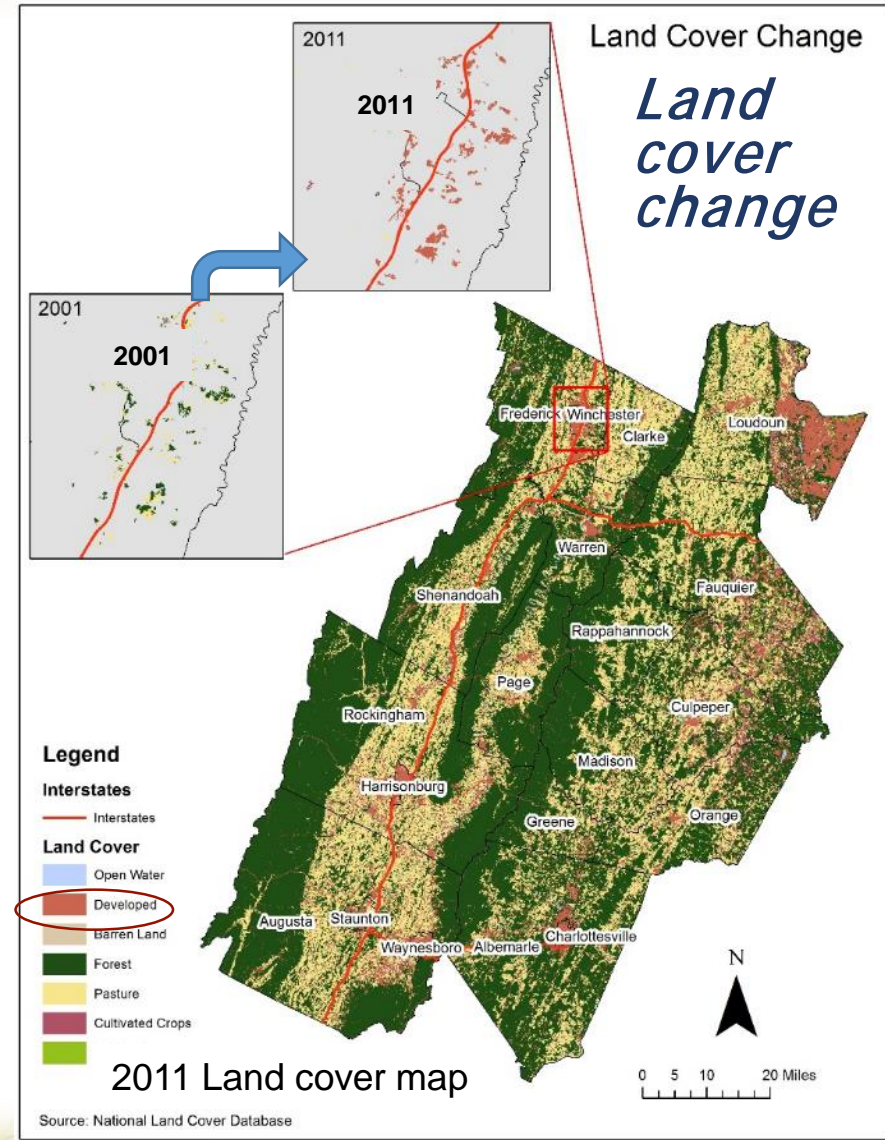 Land Cover Change
Land
cover
change
2011
2011
2001
2001
Frederick
Winchester
Clarke
Loudoun
Warren
Shenandoah
Fauquier
Rappahannock
Page
Rockingham
Culpeper
Madison
Harrisonburg
Greene
Orange
Augusta
Staunton
Waynesboro
Albemarle
Charlottesville
Legend
Interstates
Interstates
Land Cover
Open Water
Developed
Barren Land
Forest
Pasture
Cultivated Crops
2011 Land cover map
N
0 5 10 20 Miles
Source: National Land Cover Database